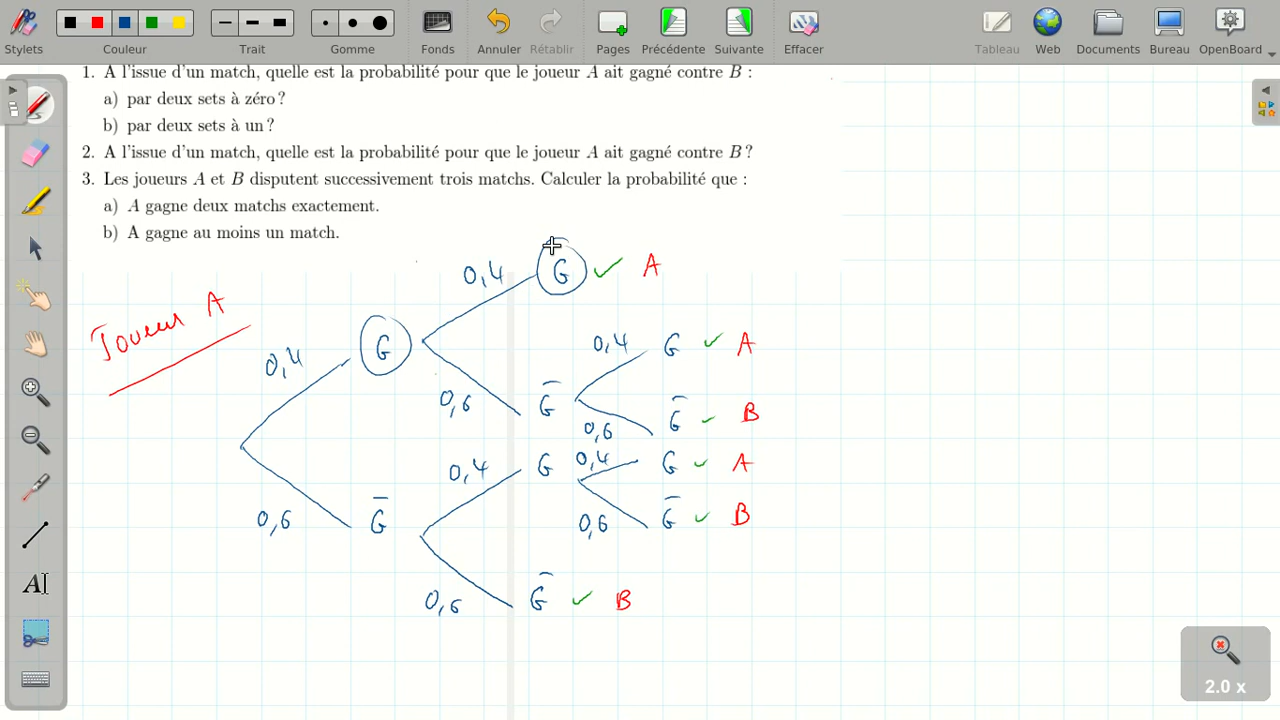 Stylets Couleur Trait Gomme Fonds Annuler Rétablir Pages Précédente Suivante Effacer Tableau Web Documents Bureau OpenBoard
1. A l'issue d'un match, quelle est la probabilité pour que le joueur A ait gagné contre B :
a) par deux sets à zéro ?
b) par deux sets à un ?
2. A l'issue d'un match, quelle est la probabilité pour que le joueur A ait gagné contre B ?
3. Les joueurs A et B disputent successivement trois matchs. Calculer la probabilité que :
a) A gagne deux matchs exactement.
b) A gagne au moins un match.
0,4 G ✓ A
Joueur A
0,4 G
0,4 G ✓ A
0,6 G̅
0,6 G̅ ✓ B
0,4 G
0,4 G ✓ A
0,6 G̅
0,6 G̅ ✓ B
0,6 G̅ ✓ B
2.0 x